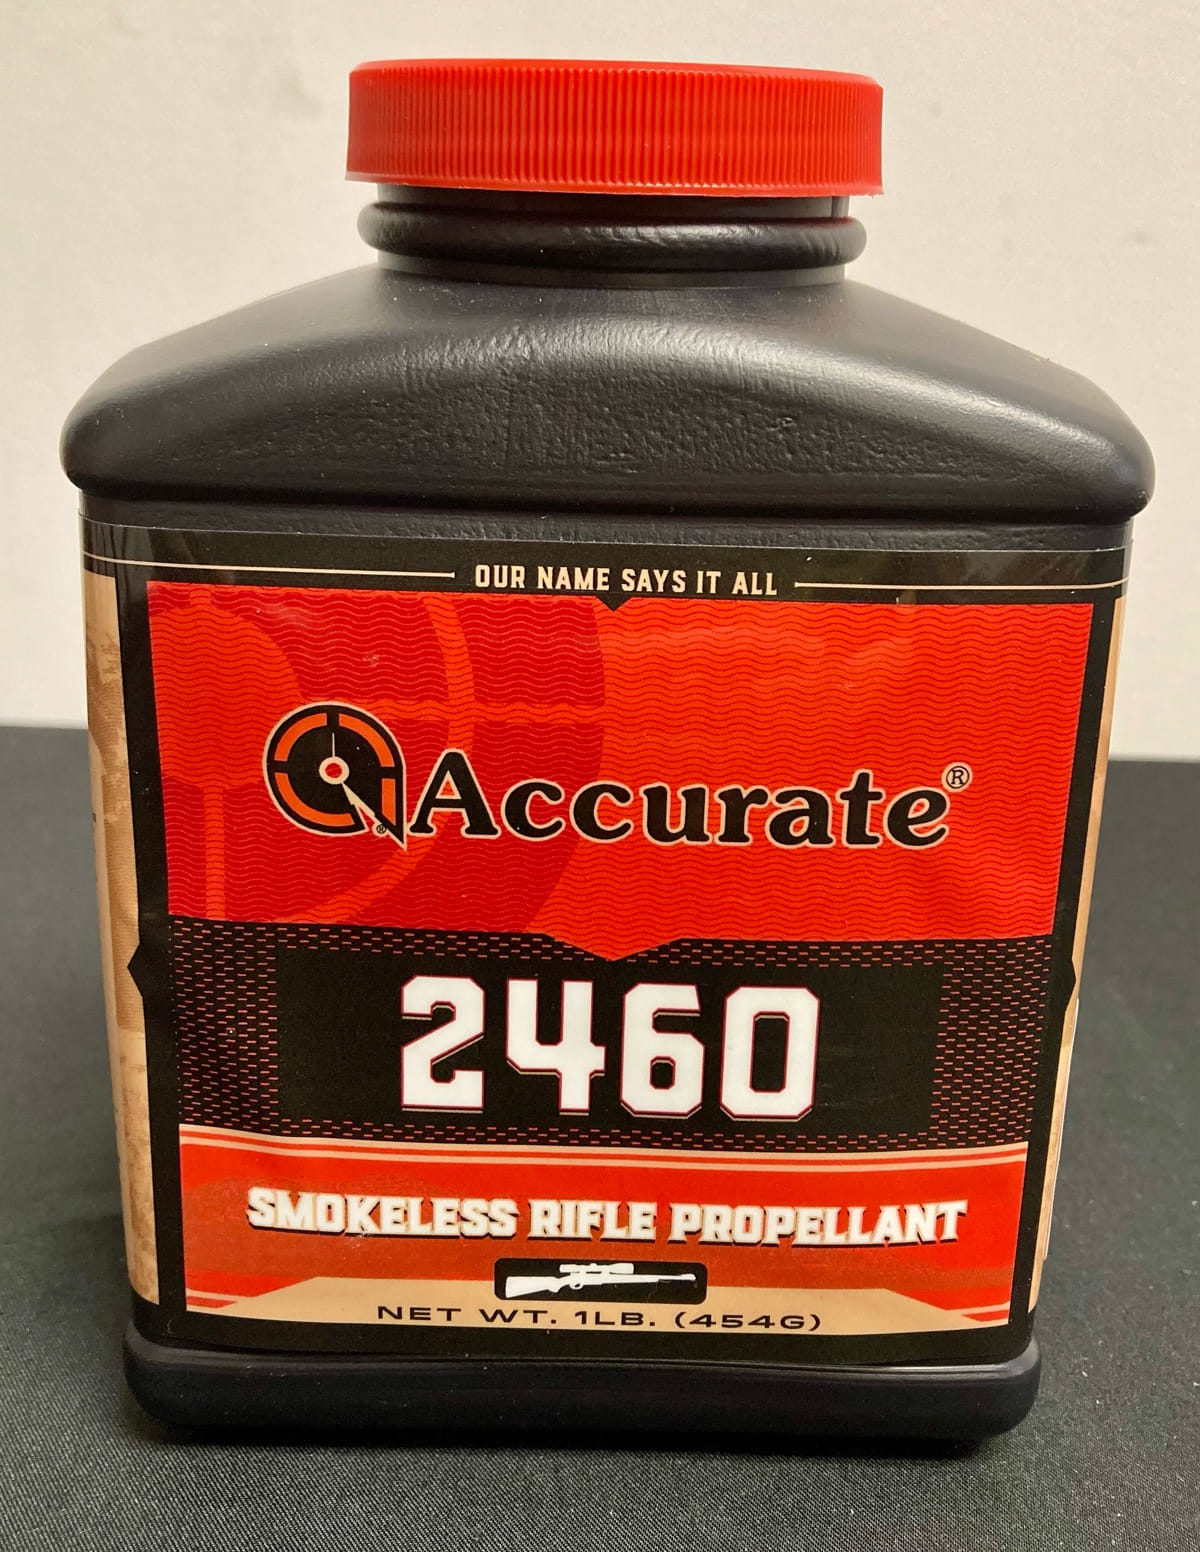 OUR NAME SAYS IT ALL
Accurate®
2460
SMOKELESS RIFLE PROPELLANT
NET WT. 1LB. (454G)